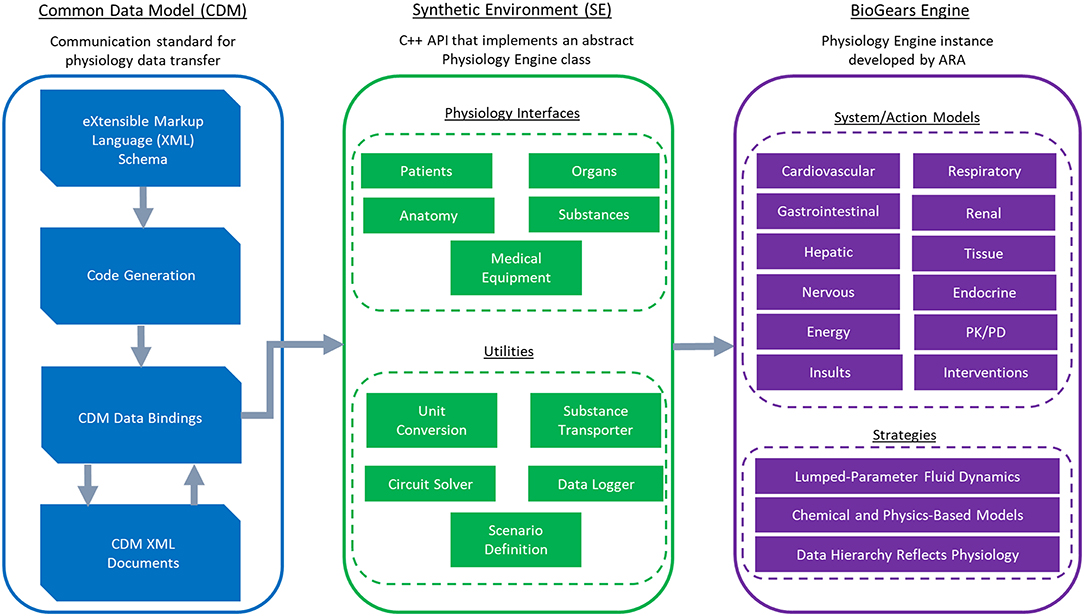 Common Data Model (CDM)
Communication standard for
physiology data transfer
eXtensible Markup
Language (XML)
Schema
Code Generation
CDM Data Bindings
CDM XML
Documents
Synthetic Environment (SE)
C++ API that implements an abstract
Physiology Engine class
Physiology Interfaces
Patients
Organs
Anatomy
Substances
Medical
Equipment
Utilities
Unit
Conversion
Substance
Transporter
Circuit Solver
Data Logger
Scenario
Definition
BioGears Engine
Physiology Engine instance
developed by ARA
System/Action Models
Cardiovascular
Respiratory
Gastrointestinal
Renal
Hepatic
Tissue
Nervous
Endocrine
Energy
PK/PD
Insults
Interventions
Strategies
Lumped-Parameter Fluid Dynamics
Chemical and Physics-Based Models
Data Hierarchy Reflects Physiology